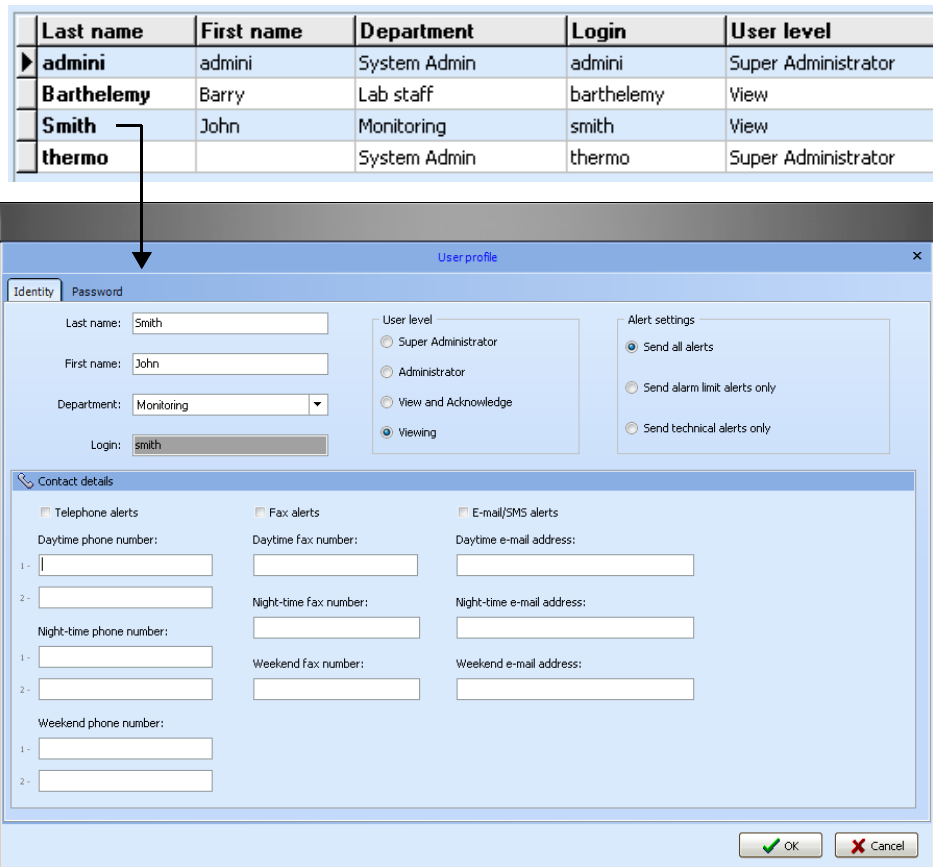 Last name First name Department Login User level
admini admini System Admin admini Super Administrator
Barthelemy Barry Lab staff barthelemy View
Smith John Monitoring smith View
thermo System Admin thermo Super Administrator
User profile
Identity Password
Last name: Smith
First name: John
Department: Monitoring
Login: smith
User level
Super Administrator
Administrator
View and Acknowledge
Viewing
Alert settings
Send all alerts
Send alarm limit alerts only
Send technical alerts only
Contact details
Telephone alerts
Daytime phone number:
1 -
2 -
Night-time phone number:
1 -
2 -
Weekend phone number:
1 -
2 -
Fax alerts
Daytime fax number:
Night-time fax number:
Weekend fax number:
E-mail/SMS alerts
Daytime e-mail address:
Night-time e-mail address:
Weekend e-mail address:
OK Cancel